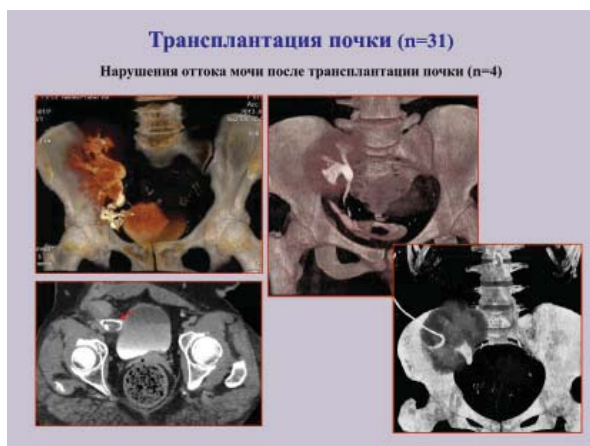 Трансплантация почки (n=31)
Нарушения оттока мочи после трансплантации почки (n=4)